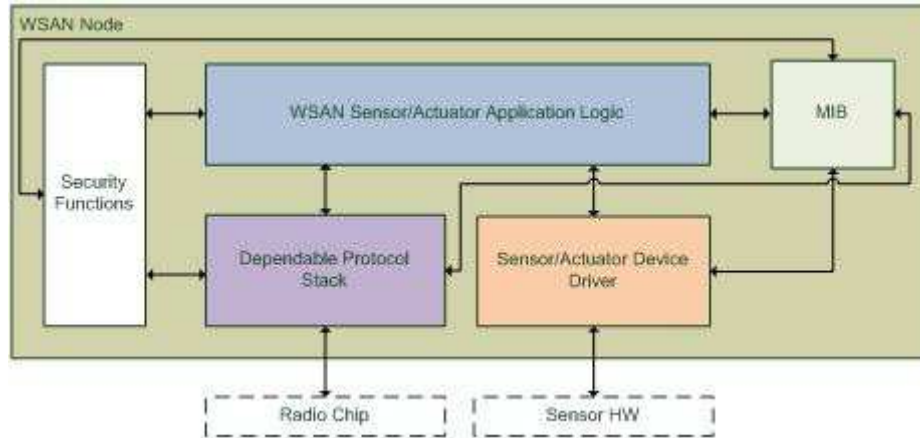 WSAN Node
WSAN Sensor/Actuator Application Logic
MIB
Security
Functions
Dependable Protocol
Stack
Sensor/Actuator Device
Driver
Radio Chip
Sensor HW